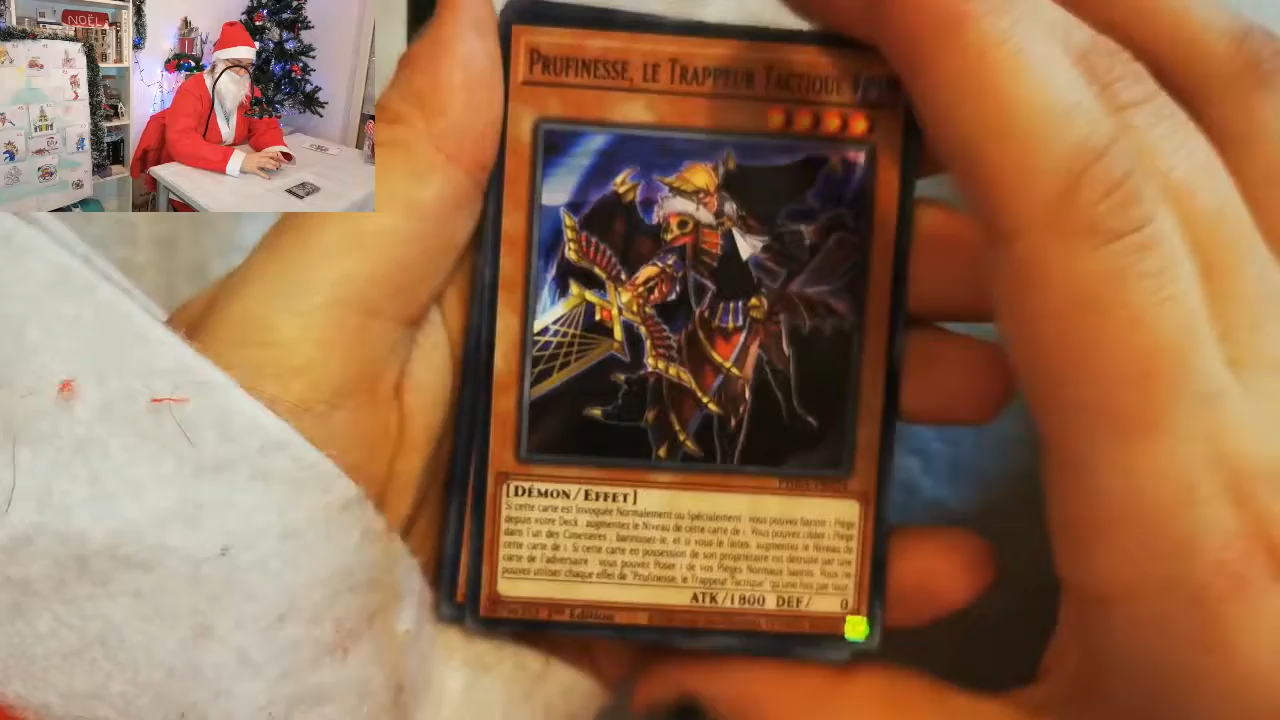 NOËL
PRUFINESSE, LE TRAPPEUR TACTIQUE
[DÉMON/EFFET]
Si cette carte est Invoquée Normalement ou Spécialement : vous pouvez bannir 1 Piège
depuis votre Deck ; augmentez le Niveau de cette carte de 1. Vous pouvez cibler 1 Piège
dans l'un des Cimetières ; bannissez-le, et si vous le faites, augmentez le Niveau de
cette carte de 1. Si cette carte en possession de son propriétaire est détruite par une
carte de l'adversaire : vous pouvez Poser 1 de vos Pièges Normaux bannis. Vous ne
pouvez utiliser chaque effet de "Prufinesse, le Trappeur Tactique" qu'une fois par tour.
ATK/1800 DEF/ 0
1st Edition